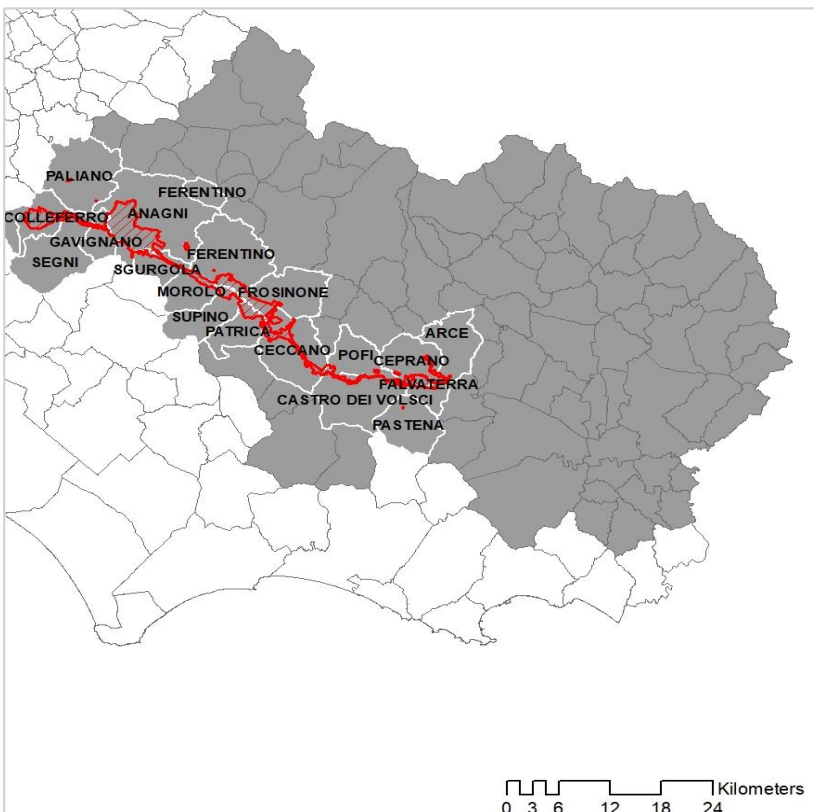 PALIANO
FERENTINO
COLLEFERRO
ANAGNI
GAVIGNANO
FERENTINO
SEGNI
SGURGOLA
MOROLO
FROSINONE
SUPINO
PATRICA
ARCE
CECCANO
POFI
CEPRANO
FALVATERRA
CASTRO DEI VOLSCI
PASTENA
Kilometers
0 3 6 12 18 24